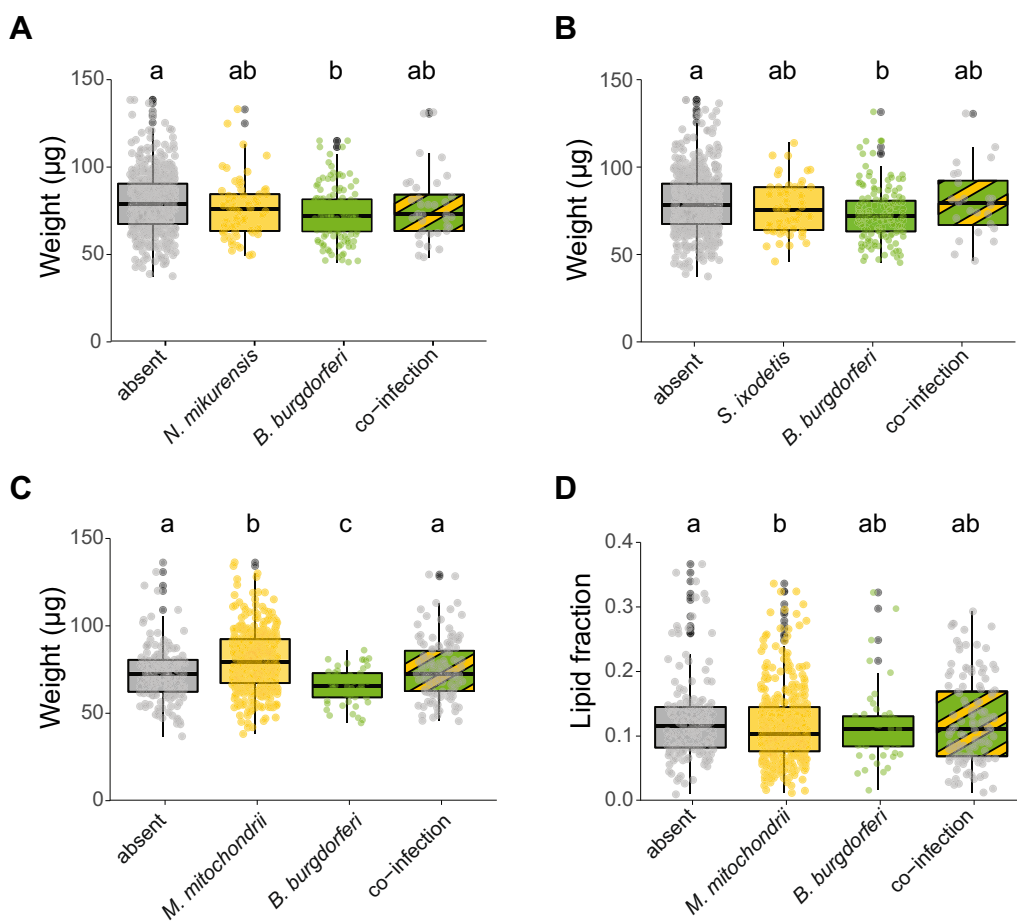 A
a ab b ab
Weight (µg)
150
100
50
0
absent
N. mikurensis
B. burgdorferi
co−infection
B
a ab b ab
Weight (µg)
150
100
50
0
absent
S. ixodetis
B. burgdorferi
co−infection
C
a b c a
Weight (µg)
150
100
50
0
absent
M. mitochondrii
B. burgdorferi
co−infection
D
a b ab ab
Lipid fraction
0.4
0.3
0.2
0.1
0.0
absent
M. mitochondrii
B. burgdorferi
co−infection